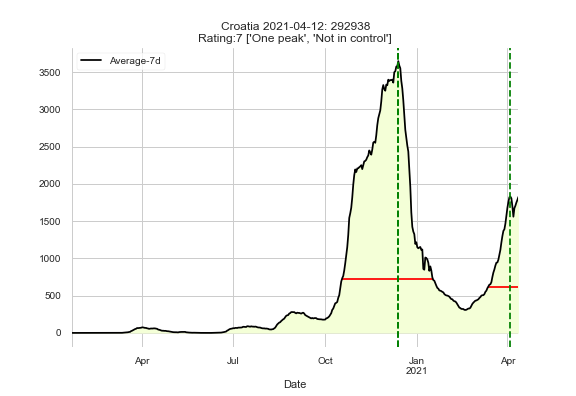 Croatia 2021-04-12: 292938
Rating:7 ['One peak', 'Not in control']
Average-7d
3500
3000
2500
2000
1500
1000
500
0
Apr
Jul
Oct
Jan
2021
Apr
Date